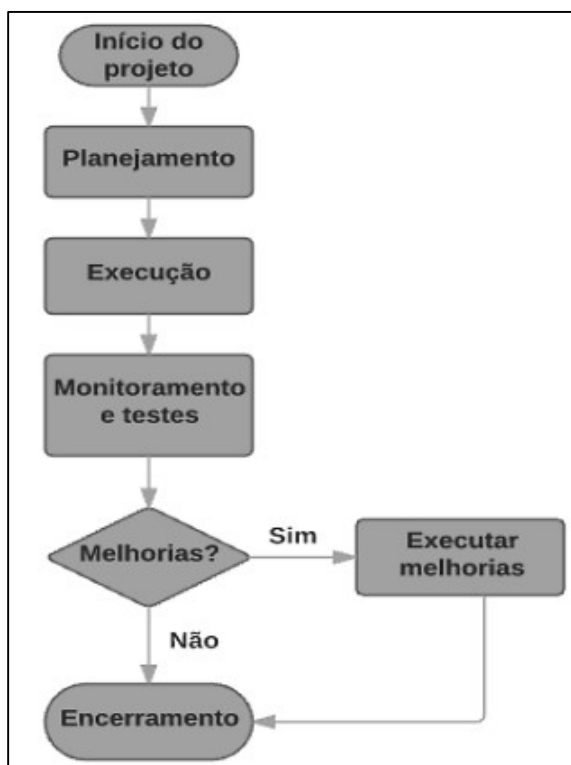 Início do
projeto
Planejamento
Execução
Monitoramento
e testes
Melhorias?
Sim
Executar
melhorias
Não
Encerramento